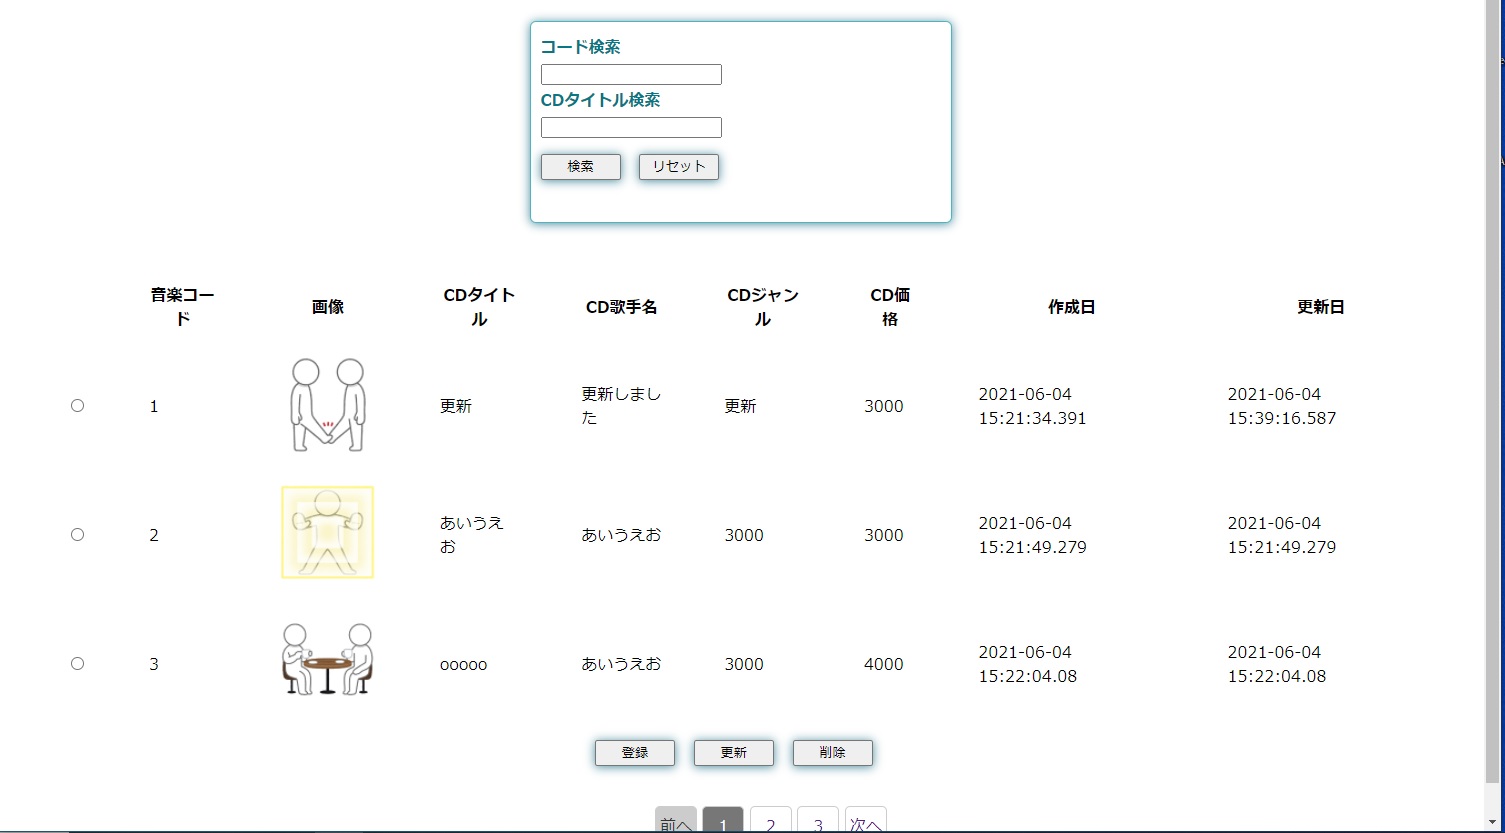 コード検索
CDタイトル検索
検索 リセット
音楽コー
ド
画像
CDタイト
ル
CD歌手名
CDジャン
ル
CD価
格
作成日
更新日
1
更新
更新しまし
た
更新
3000
2021-06-04
15:21:34.391
2021-06-04
15:39:16.587
2
あいうえ
お
あいうえお
3000
3000
2021-06-04
15:21:49.279
2021-06-04
15:21:49.279
3
ooooo
あいうえお
3000
4000
2021-06-04
15:22:04.08
2021-06-04
15:22:04.08
登録 更新 削除
前へ 1 2 3 次へ